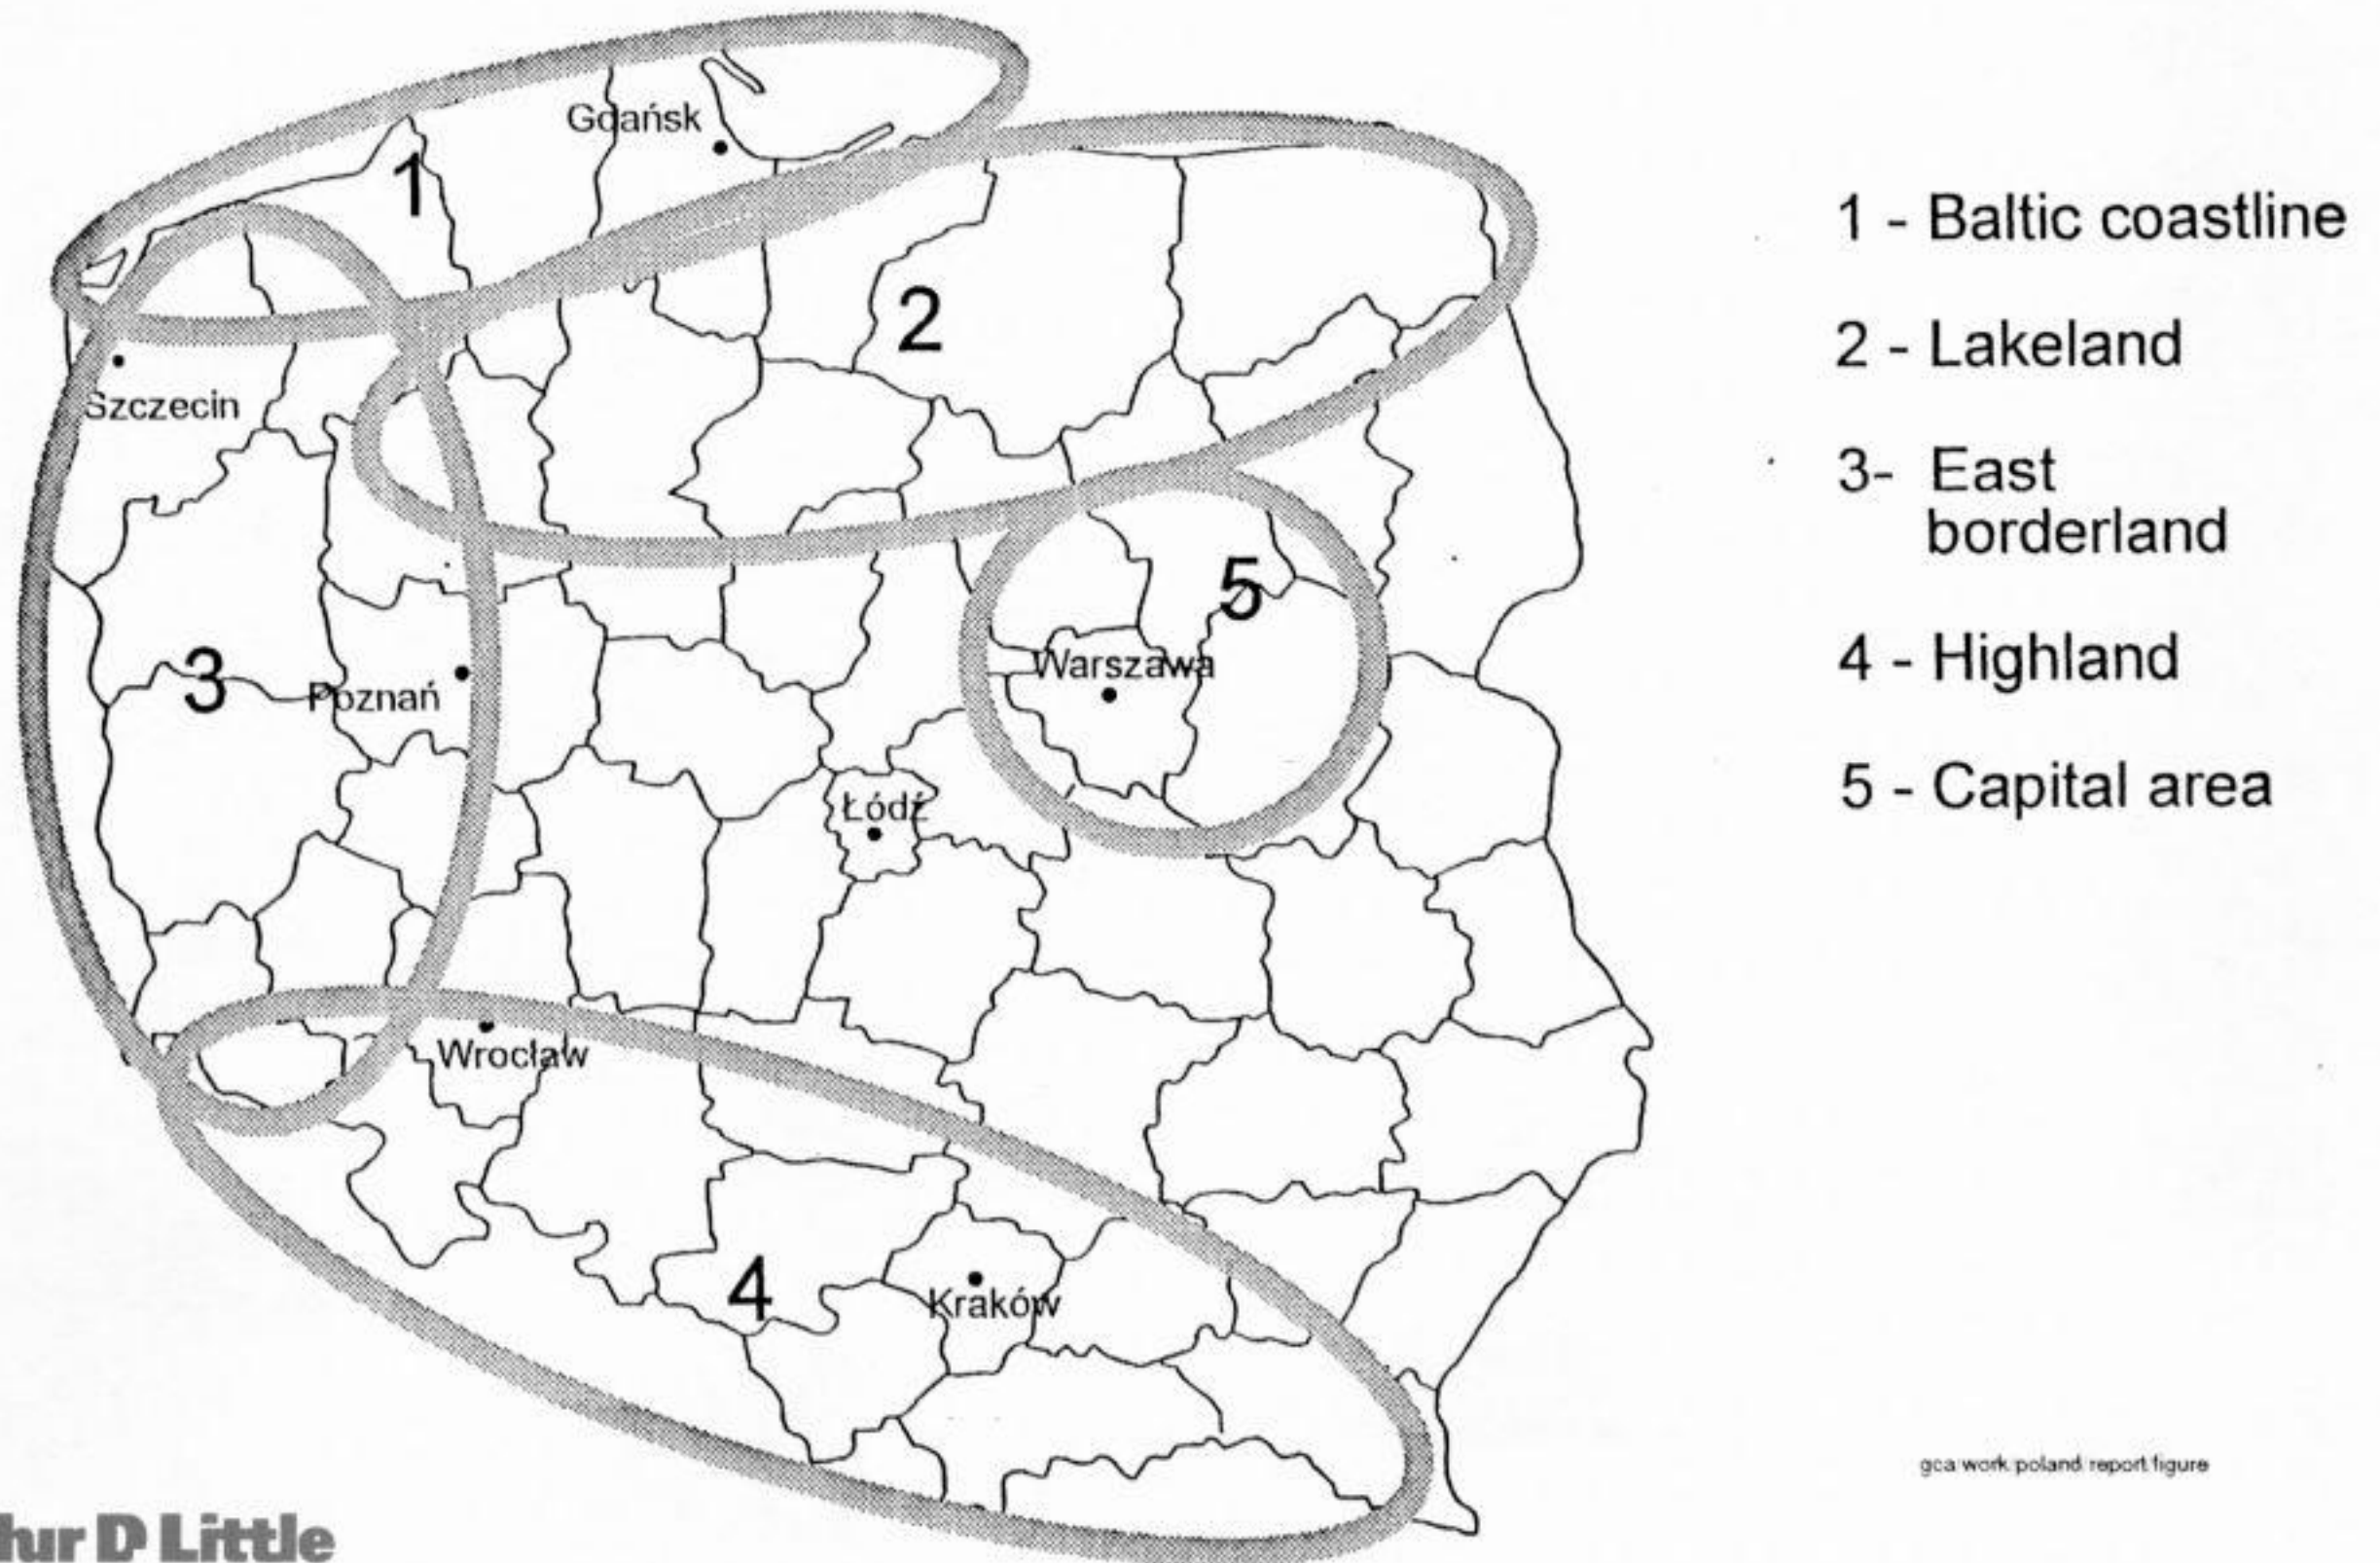 Gdańsk
1
2
Szczecin
5
Warszawa
3
Poznań
Łódź
Wrocław
4
Kraków
1 - Baltic coastline
2 - Lakeland
3- East
borderland
4 - Highland
5 - Capital area
gca work poland report figure
hur D Little